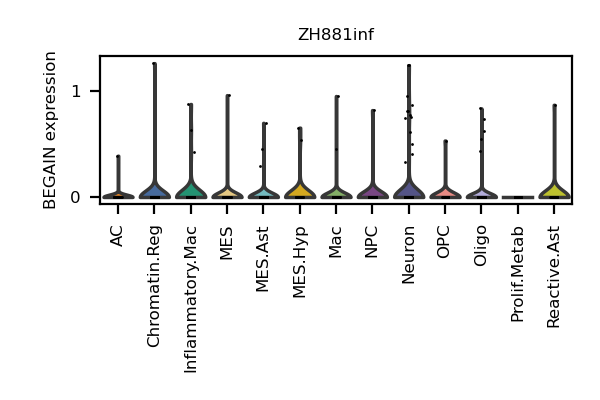 ZH881inf
BEGAIN expression
1
0
AC
Chromatin.Reg
Inflammatory.Mac
MES
MES.Ast
MES.Hyp
Mac
NPC
Neuron
OPC
Oligo
Prolif.Metab
Reactive.Ast